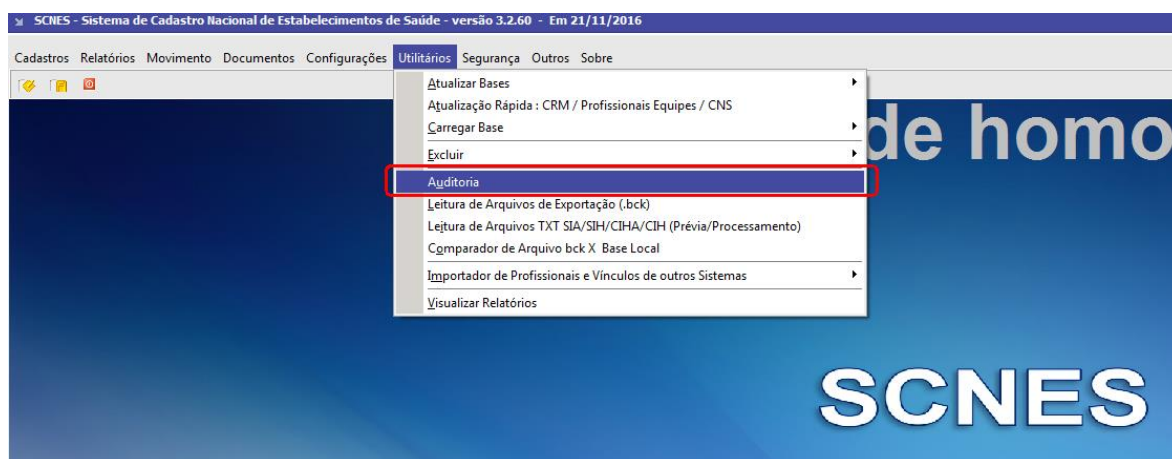 SCNES - Sistema de Cadastro Nacional de Estabelecimentos de Saúde - versão 3.2.60 - Em 21/11/2016
Cadastros Relatórios Movimento Documentos Configurações Utilitários Segurança Outros Sobre
Atualizar Bases
Atualização Rápida : CRM / Profissionais Equipes / CNS
Carregar Base
Excluir
Auditoria
Leitura de Arquivos de Exportação (.bck)
Leitura de Arquivos TXT SIA/SIH/CIHA/CIH (Prévia/Processamento)
Comparador de Arquivo bck X Base Local
Importador de Profissionais e Vínculos de outros Sistemas
Visualizar Relatórios
de homo
SCNES